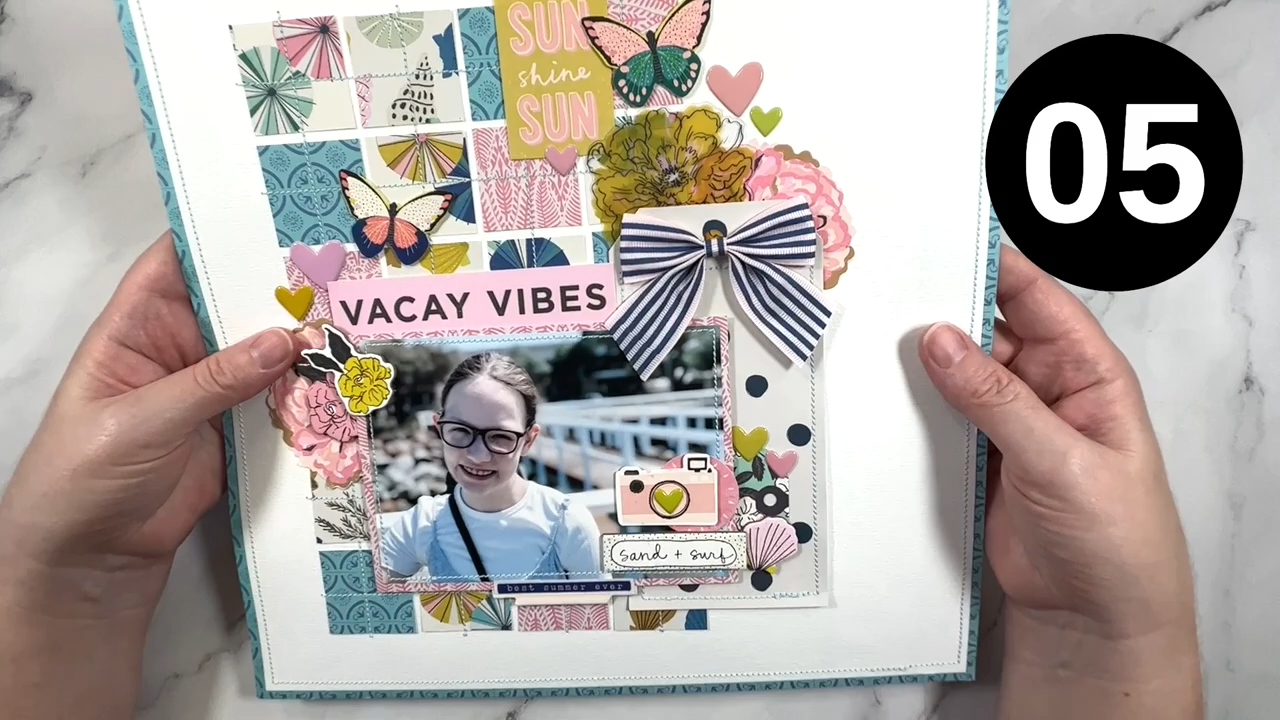 SUN
shine
SUN
05
VACAY VIBES
sand + surf
best summer ever